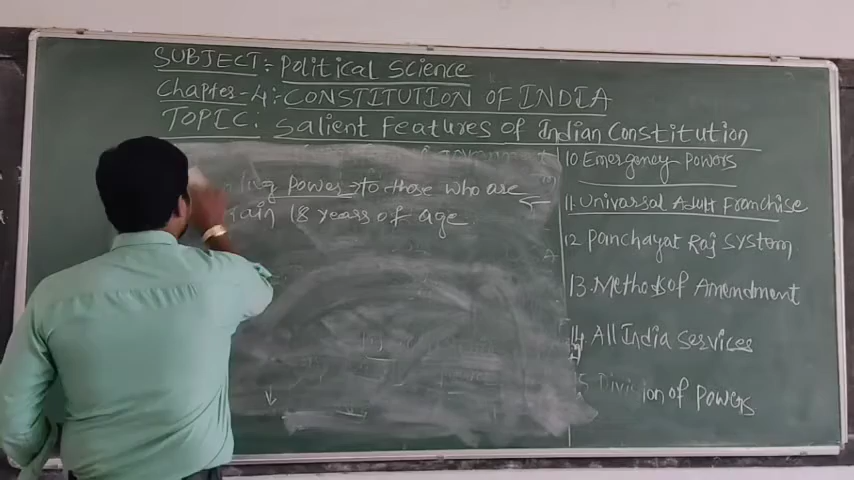 SUBJECT:- Political Science
Chapter-4:- CONSTITUTION OF INDIA
TOPIC: Salient Features of Indian Constitution
ing Power → to those who are
tain 18 years of age
10 Emergency Powers
11. Univarsal Adult Franchise
12 Panchayat Raj System
13. Methods of Amendment
14 All India Services
5 Division of Powers